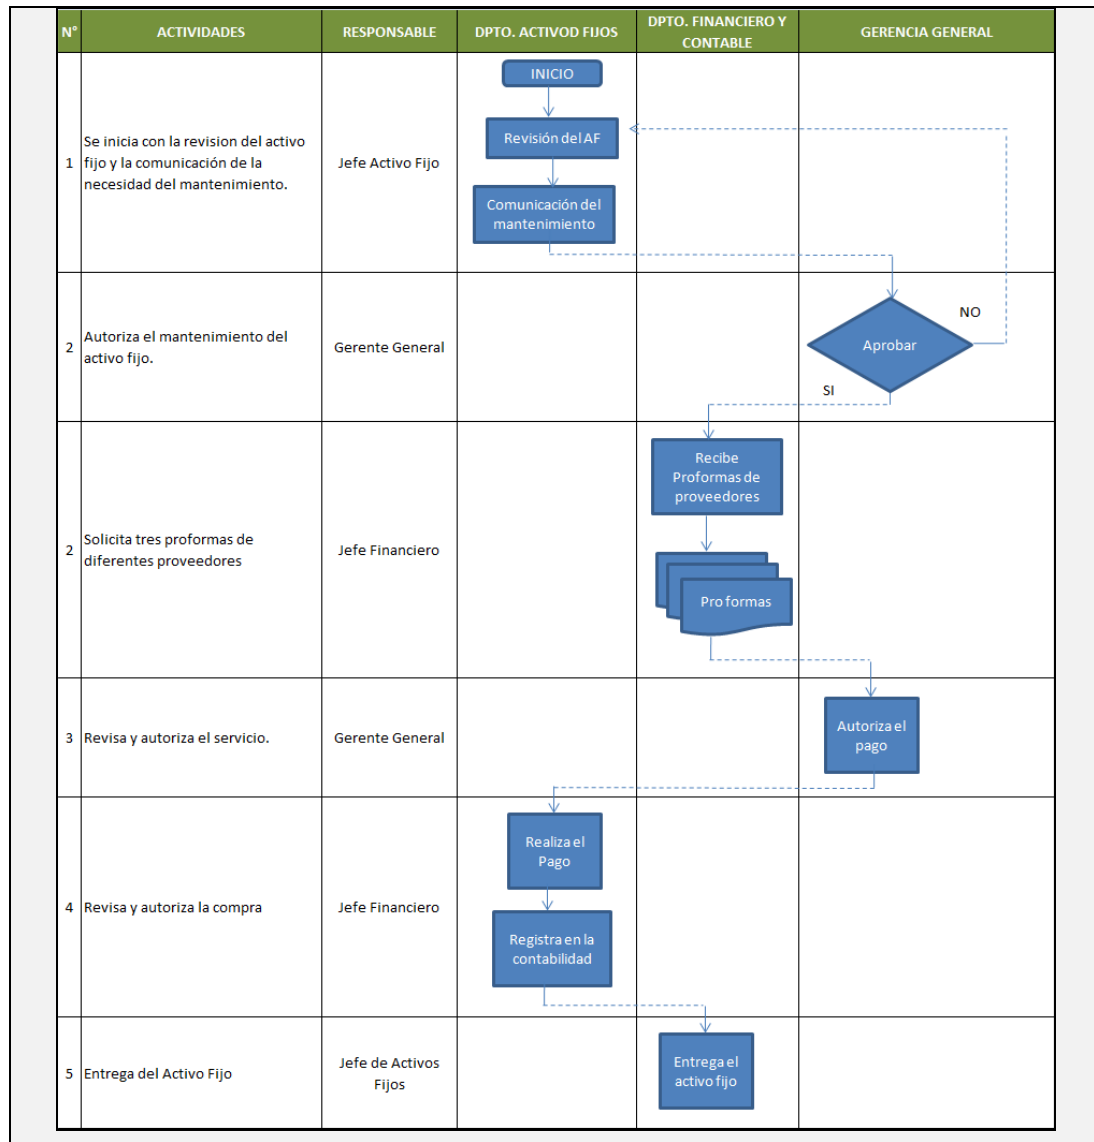 N° ACTIVIDADES RESPONSABLE DPTO. ACTIVOD FIJOS DPTO. FINANCIERO Y
CONTABLE GERENCIA GENERAL
INICIO
1
Se inicia con la revision del activo
fijo y la comunicación de la
necesidad del mantenimiento.
Jefe Activo Fijo
Revisión del AF
Comunicación del
mantenimiento
2
Autoriza el mantenimiento del
activo fijo.
Gerente General
Aprobar
NO
SI
2
Solicita tres proformas de
diferentes proveedores
Jefe Financiero
Recibe
Proformas de
proveedores
Pro formas
3
Revisa y autoriza el servicio.
Gerente General
Autoriza el
pago
4
Revisa y autoriza la compra
Jefe Financiero
Realiza el
Pago
Registra en la
contabilidad
5
Entrega del Activo Fijo
Jefe de Activos
Fijos
Entrega el
activo fijo